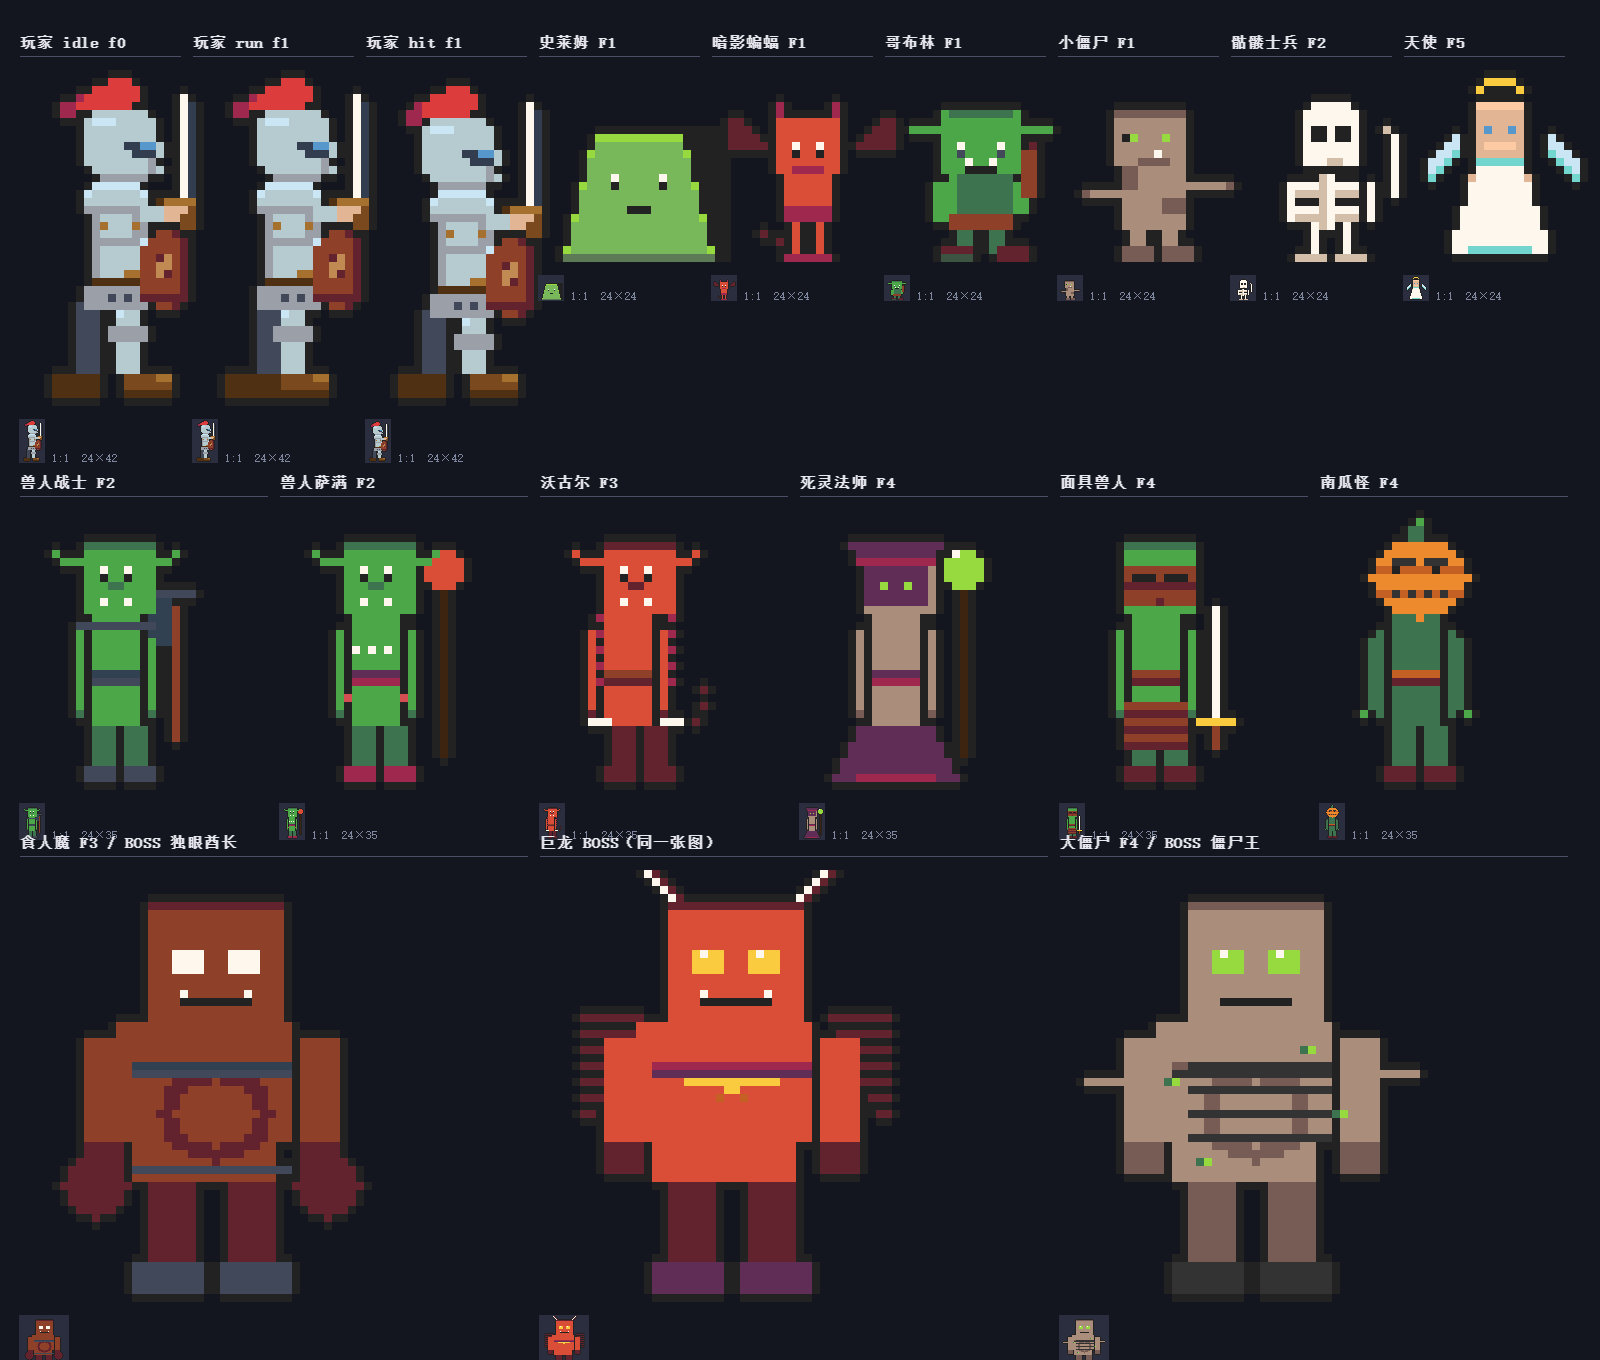 玩家 idle f0
玩家 run f1
玩家 hit f1
史莱姆 F1
暗影蝙蝠 F1
哥布林 F1
小僵尸 F1
骷髅士兵 F2
天使 F5
1:1 24×24
1:1 24×24
1:1 24×24
1:1 24×24
1:1 24×24
1:1 24×24
1:1 24×42
1:1 24×42
1:1 24×42
兽人战士 F2
兽人萨满 F2
沃古尔 F3
死灵法师 F4
面具兽人 F4
南瓜怪 F4
1:1 24×35
1:1 24×35
1:1 24×35
1:1 24×35
1:1 24×35
1:1 24×35
食人魔 F3 / BOSS 独眼酋长
巨龙 BOSS（同一张图）
大僵尸 F4 / BOSS 僵尸王